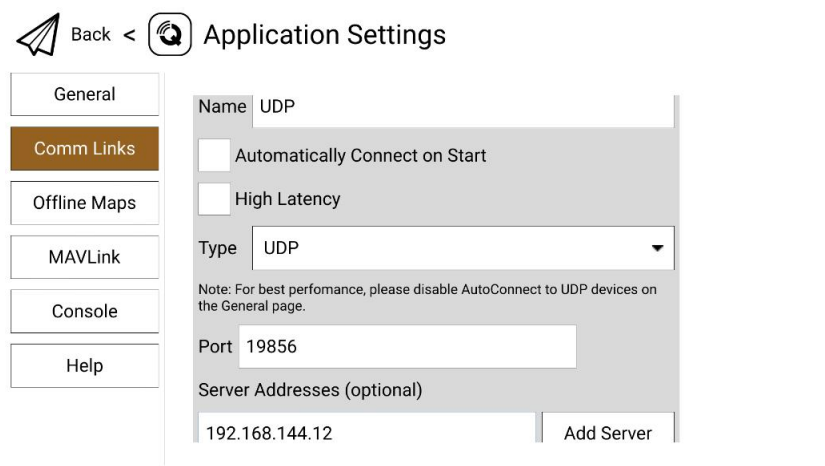 Back < Application Settings
General
Comm Links
Offline Maps
MAVLink
Console
Help
Name UDP
Automatically Connect on Start
High Latency
Type UDP
Note: For best perfomance, please disable AutoConnect to UDP devices on
the General page.
Port 19856
Server Addresses (optional)
192.168.144.12 Add Server